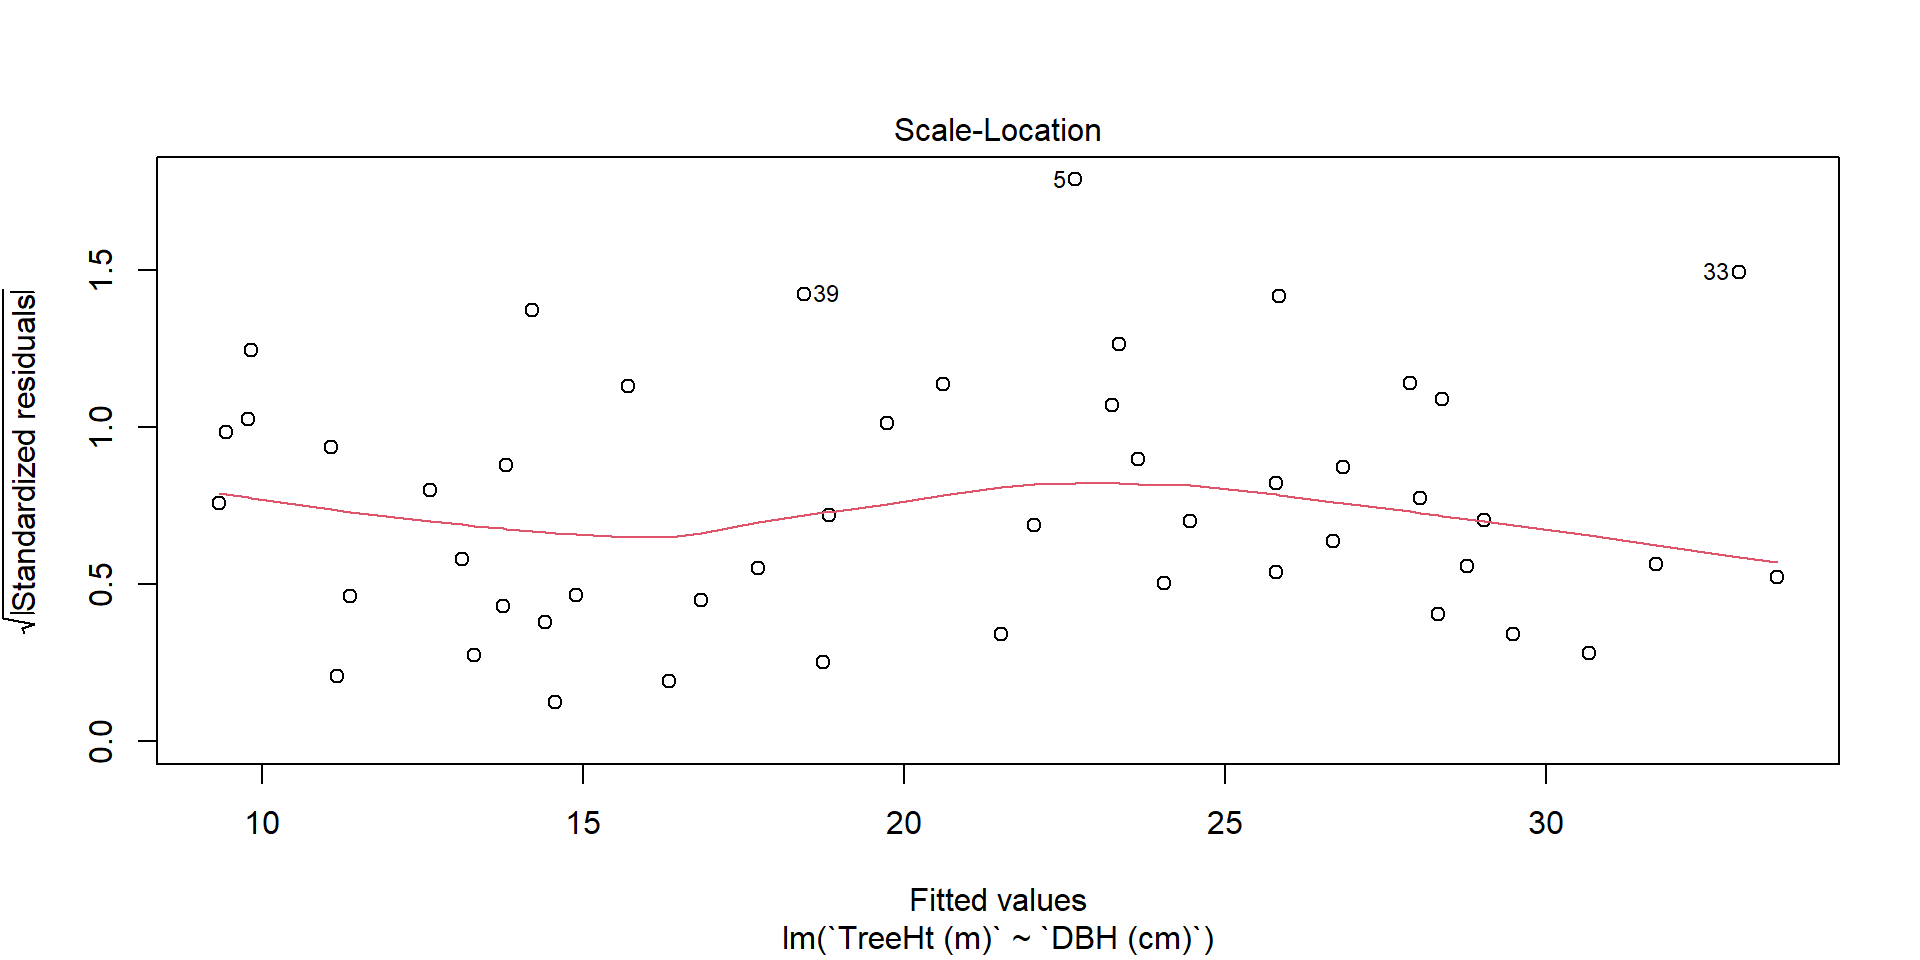 Scale-Location
√|Standardized residuals|
1.5
1.0
0.5
0.0
5
33
39
10 15 20 25 30
Fitted values
lm(`TreeHt (m)` ~ `DBH (cm)`)